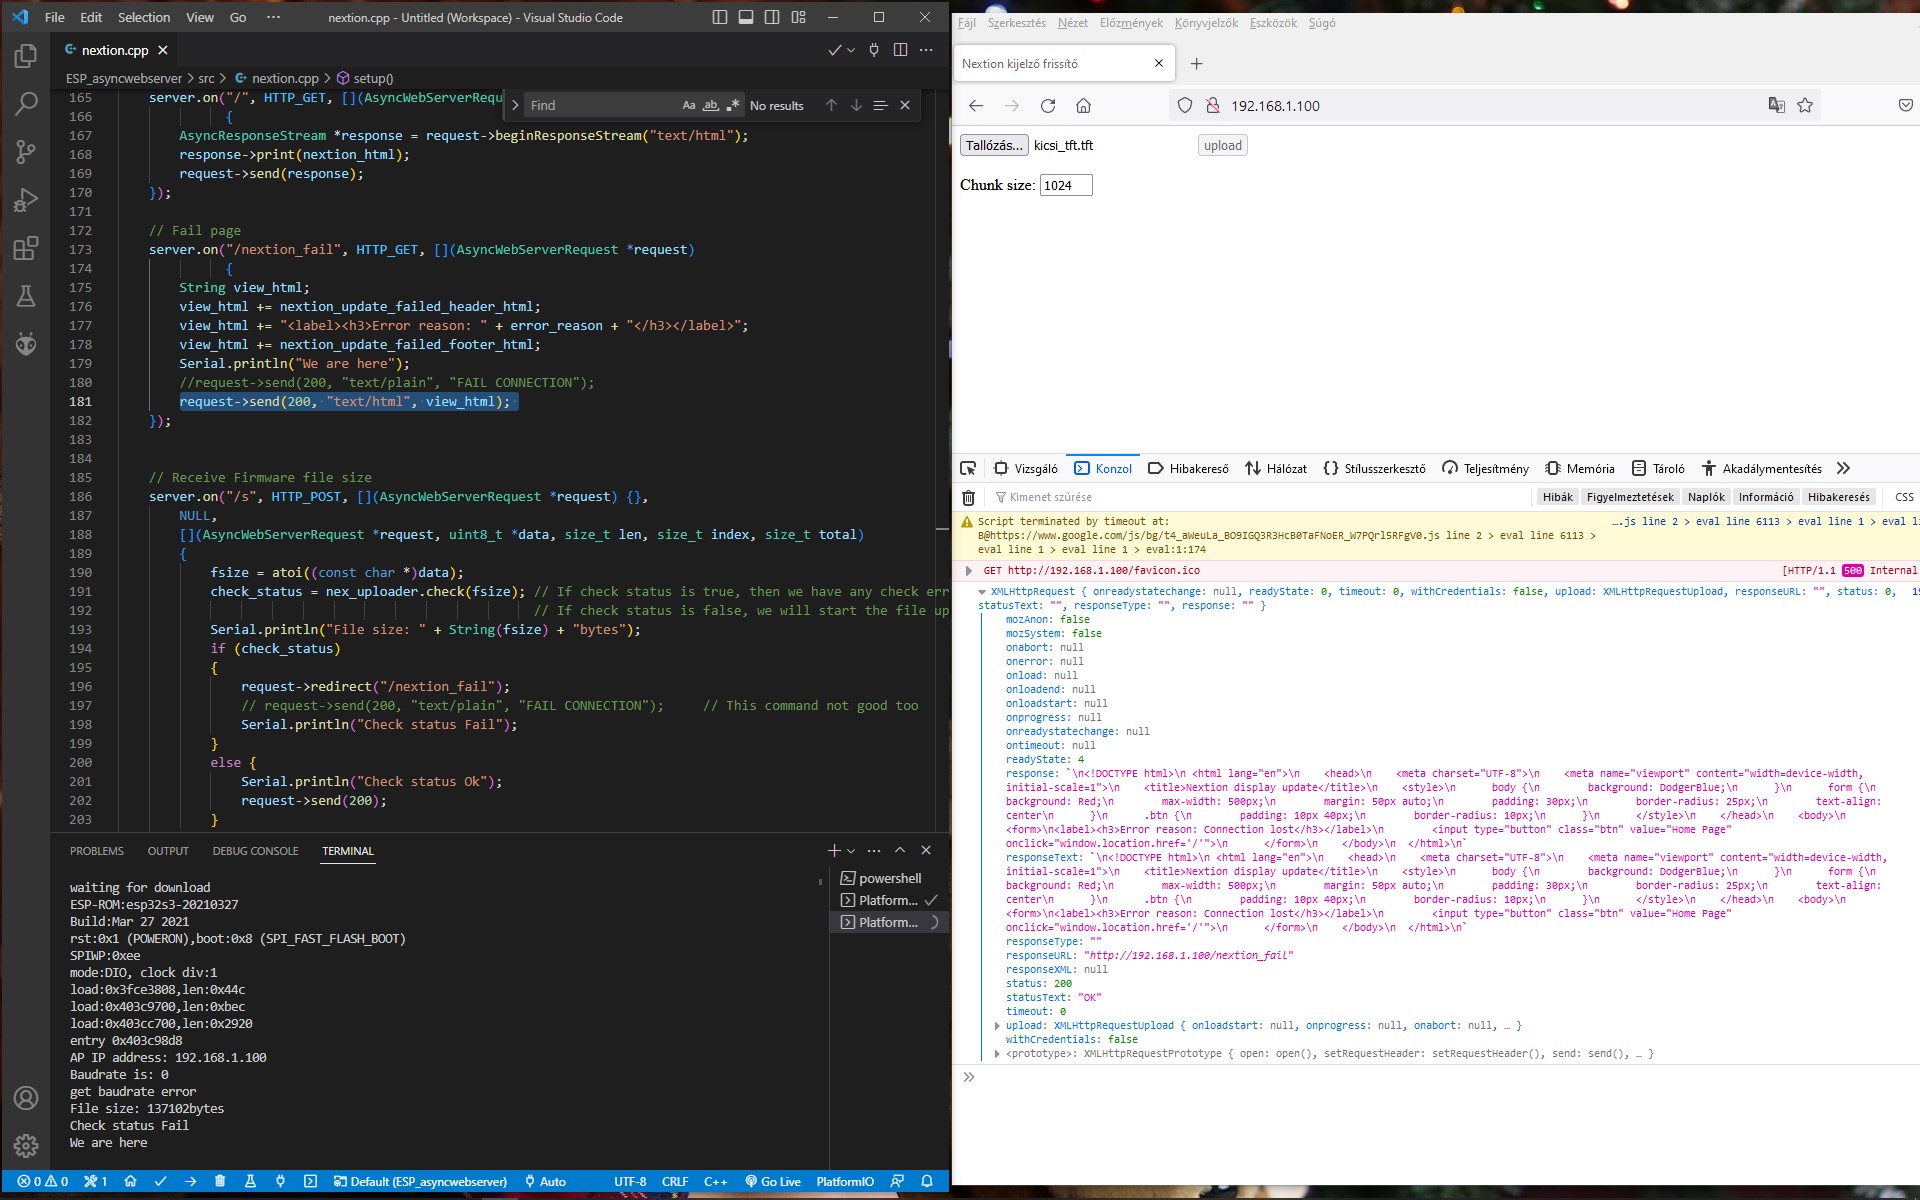 File Edit Selection View Go ··· nextion.cpp - Untitled (Workspace) - Visual Studio Code
nextion.cpp
ESP_asyncwebserver > src > nextion.cpp > setup()
Find Aa ab .* No results
165 server.on("/", HTTP_GET, [](AsyncWebServerRequ
166 {
167 AsyncResponseStream *response = request->beginResponseStream("text/html");
168 response->print(nextion_html);
169 request->send(response);
170 });
171
172 // Fail page
173 server.on("/nextion_fail", HTTP_GET, [](AsyncWebServerRequest *request)
174 {
175 String view_html;
176 view_html += nextion_update_failed_header_html;
177 view_html += "<label><h3>Error reason: " + error_reason + "</h3></label>";
178 view_html += nextion_update_failed_footer_html;
179 Serial.println("We are here");
180 //request->send(200, "text/plain", "FAIL CONNECTION");
181 request->send(200, "text/html", view_html);
182 });
183
184
185 // Receive Firmware file size
186 server.on("/s", HTTP_POST, [](AsyncWebServerRequest *request) {},
187 NULL,
188 [](AsyncWebServerRequest *request, uint8_t *data, size_t len, size_t index, size_t total)
189 {
190 fsize = atoi((const char *)data);
191 check_status = nex_uploader.check(fsize); // If check status is true, then we have any check err
192 // If check status is false, we will start the file up
193 Serial.println("File size: " + String(fsize) + "bytes");
194 if (check_status)
195 {
196 request->redirect("/nextion_fail");
197 // request->send(200, "text/plain", "FAIL CONNECTION"); // This command not good too
198 Serial.println("Check status Fail");
199 }
200 else {
201 Serial.println("Check status Ok");
202 request->send(200);
203 }
PROBLEMS OUTPUT DEBUG CONSOLE TERMINAL
waiting for download
ESP-ROM:esp32s3-20210327
Build:Mar 27 2021
rst:0x1 (POWERON),boot:0x8 (SPI_FAST_FLASH_BOOT)
SPIWP:0xee
mode:DIO, clock div:1
load:0x3fce3808,len:0x44c
load:0x403c9700,len:0xbec
load:0x403cc700,len:0x2920
entry 0x403c98d8
AP IP address: 192.168.1.100
Baudrate is: 0
get baudrate error
File size: 137102bytes
Check status Fail
We are here
powershell
Platform...
Platform...
0 0 1 Default (ESP_asyncwebserver) Auto UTF-8 CRLF C++ Go Live PlatformIO
Fájl Szerkesztés Nézet Előzmények Könyvjelzők Eszközök Súgó
Nextion kijelző frissítő
192.168.1.100
Tallózás... kicsi_tft.tft upload
Chunk size: 1024
Vizsgáló Konzol Hibakereső Hálózat Stílusszerkesztő Teljesítmény Memória Tároló Akadálymentesítés
Kimenet szűrése Hibák Figyelmeztetések Naplók Információ Hibakeresés CSS
Script terminated by timeout at: ….js line 2 > eval line 6113 > eval line 1 > eval l
B@https://www.google.com/js/bg/t4_aWeuLa_BO9IGQ3R3HcB0TaFNoER_W7PQrl5RFgV0.js line 2 > eval line 6113 >
eval line 1 > eval line 1 > eval:1:174
GET http://192.168.1.100/favicon.ico [HTTP/1.1 500 Internal
XMLHttpRequest { onreadystatechange: null, readyState: 0, timeout: 0, withCredentials: false, upload: XMLHttpRequestUpload, responseURL: "", status: 0,
statusText: "", responseType: "", response: "" }
mozAnon: false
mozSystem: false
onabort: null
onerror: null
onload: null
onloadend: null
onloadstart: null
onprogress: null
onreadystatechange: null
ontimeout: null
readyState: 4
response: `\n<!DOCTYPE html>\n <html lang="en">\n <head>\n <meta charset="UTF-8">\n <meta name="viewport" content="width=device-width,
initial-scale=1">\n <title>Nextion display update</title>\n <style>\n body {\n background: DodgerBlue;\n }\n form {\n
background: Red;\n max-width: 500px;\n margin: 50px auto;\n padding: 30px;\n border-radius: 25px;\n text-align:
center\n }\n .btn {\n padding: 10px 40px;\n border-radius: 10px;\n }\n </style>\n </head>\n <body>\n
<form>\n<label><h3>Error reason: Connection lost</h3></label>\n <input type="button" class="btn" value="Home Page"
onclick="window.location.href='/'">\n </form>\n </body>\n </html>\n`
responseText: `\n<!DOCTYPE html>\n <html lang="en">\n <head>\n <meta charset="UTF-8">\n <meta name="viewport" content="width=device-width,
initial-scale=1">\n <title>Nextion display update</title>\n <style>\n body {\n background: DodgerBlue;\n }\n form {\n
background: Red;\n max-width: 500px;\n margin: 50px auto;\n padding: 30px;\n border-radius: 25px;\n text-align:
center\n }\n .btn {\n padding: 10px 40px;\n border-radius: 10px;\n }\n </style>\n </head>\n <body>\n
<form>\n<label><h3>Error reason: Connection lost</h3></label>\n <input type="button" class="btn" value="Home Page"
onclick="window.location.href='/'">\n </form>\n </body>\n </html>\n`
responseType: ""
responseURL: "http://192.168.1.100/nextion_fail"
responseXML: null
status: 200
statusText: "OK"
timeout: 0
upload: XMLHttpRequestUpload { onloadstart: null, onprogress: null, onabort: null, … }
withCredentials: false
<prototype>: XMLHttpRequestPrototype { open: open(), setRequestHeader: setRequestHeader(), send: send(), … }